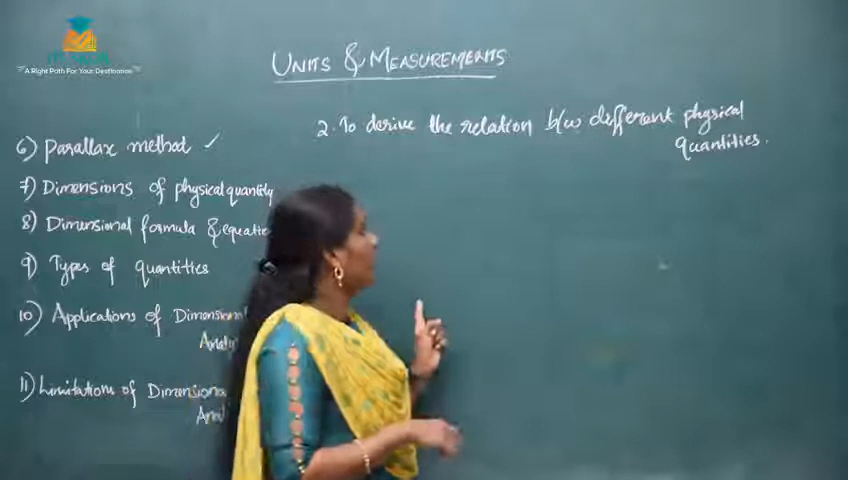 A Right Path For Your Destination
UNITS & MEASUREMENTS
2. To derive the relation b/w different physical
quantities.
6) Parallax method ✓
7) Dimensions of physical quantity
8) Dimensional formula & equatio
9) Types of quantities
10) Applications of Dimensional
Analy
11) Limitations of Dimensiona
Anal